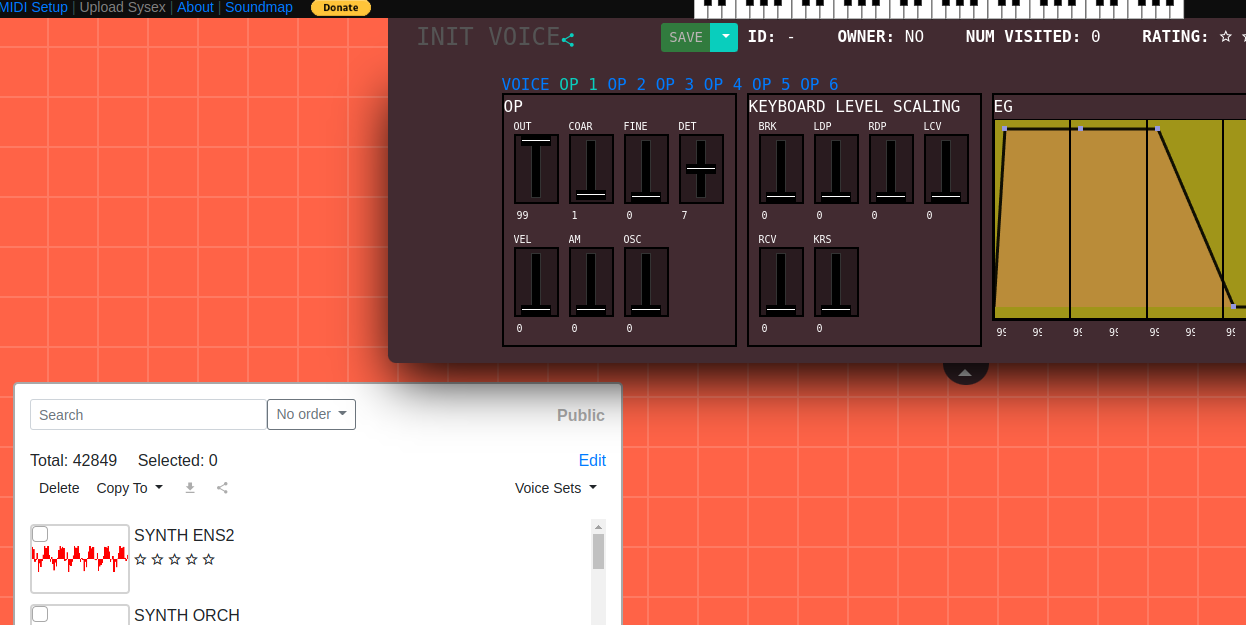 MIDI Setup | Upload Sysex | About | Soundmap Donate
INIT VOICE SAVE ID: - OWNER: NO NUM VISITED: 0 RATING:
VOICE OP 1 OP 2 OP 3 OP 4 OP 5 OP 6
OP KEYBOARD LEVEL SCALING EG
OUT COAR FINE DET BRK LDP RDP LCV
99 1 0 7 0 0 0 0
VEL AM OSC RCV KRS
0 0 0 0 0
99 99 99 99 99 99 99
Search No order Public
Total: 42849 Selected: 0 Edit
Delete Copy To Voice Sets
SYNTH ENS2
SYNTH ORCH